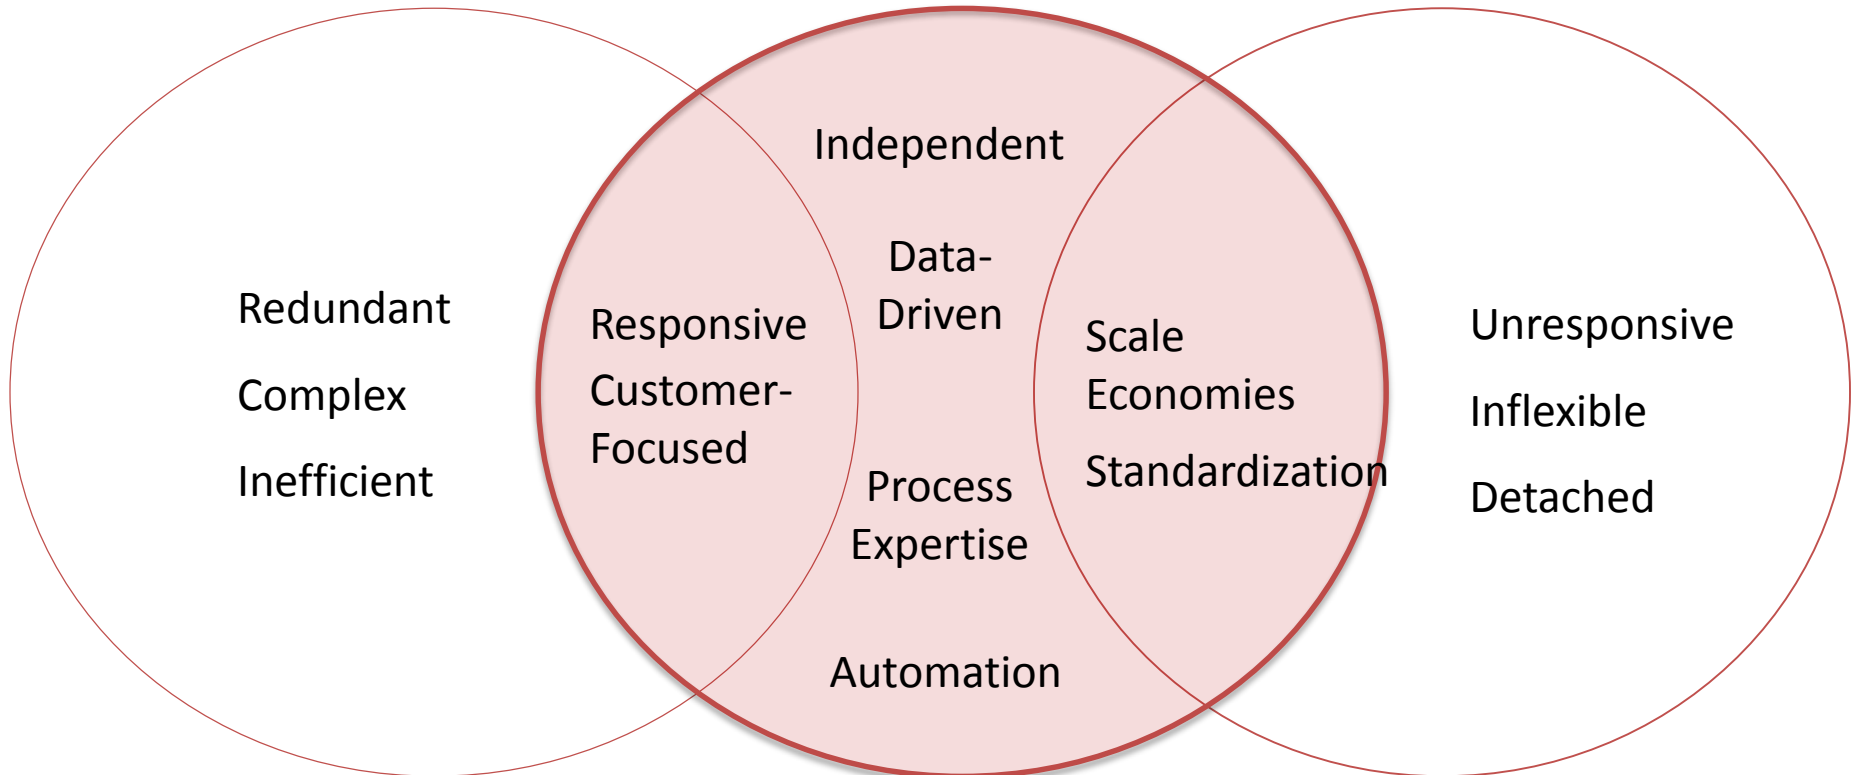 Redundant
Complex
Inefficient
Responsive
Customer-
Focused
Independent
Data-
Driven
Process
Expertise
Automation
Scale
Economies
Standardization
Unresponsive
Inflexible
Detached